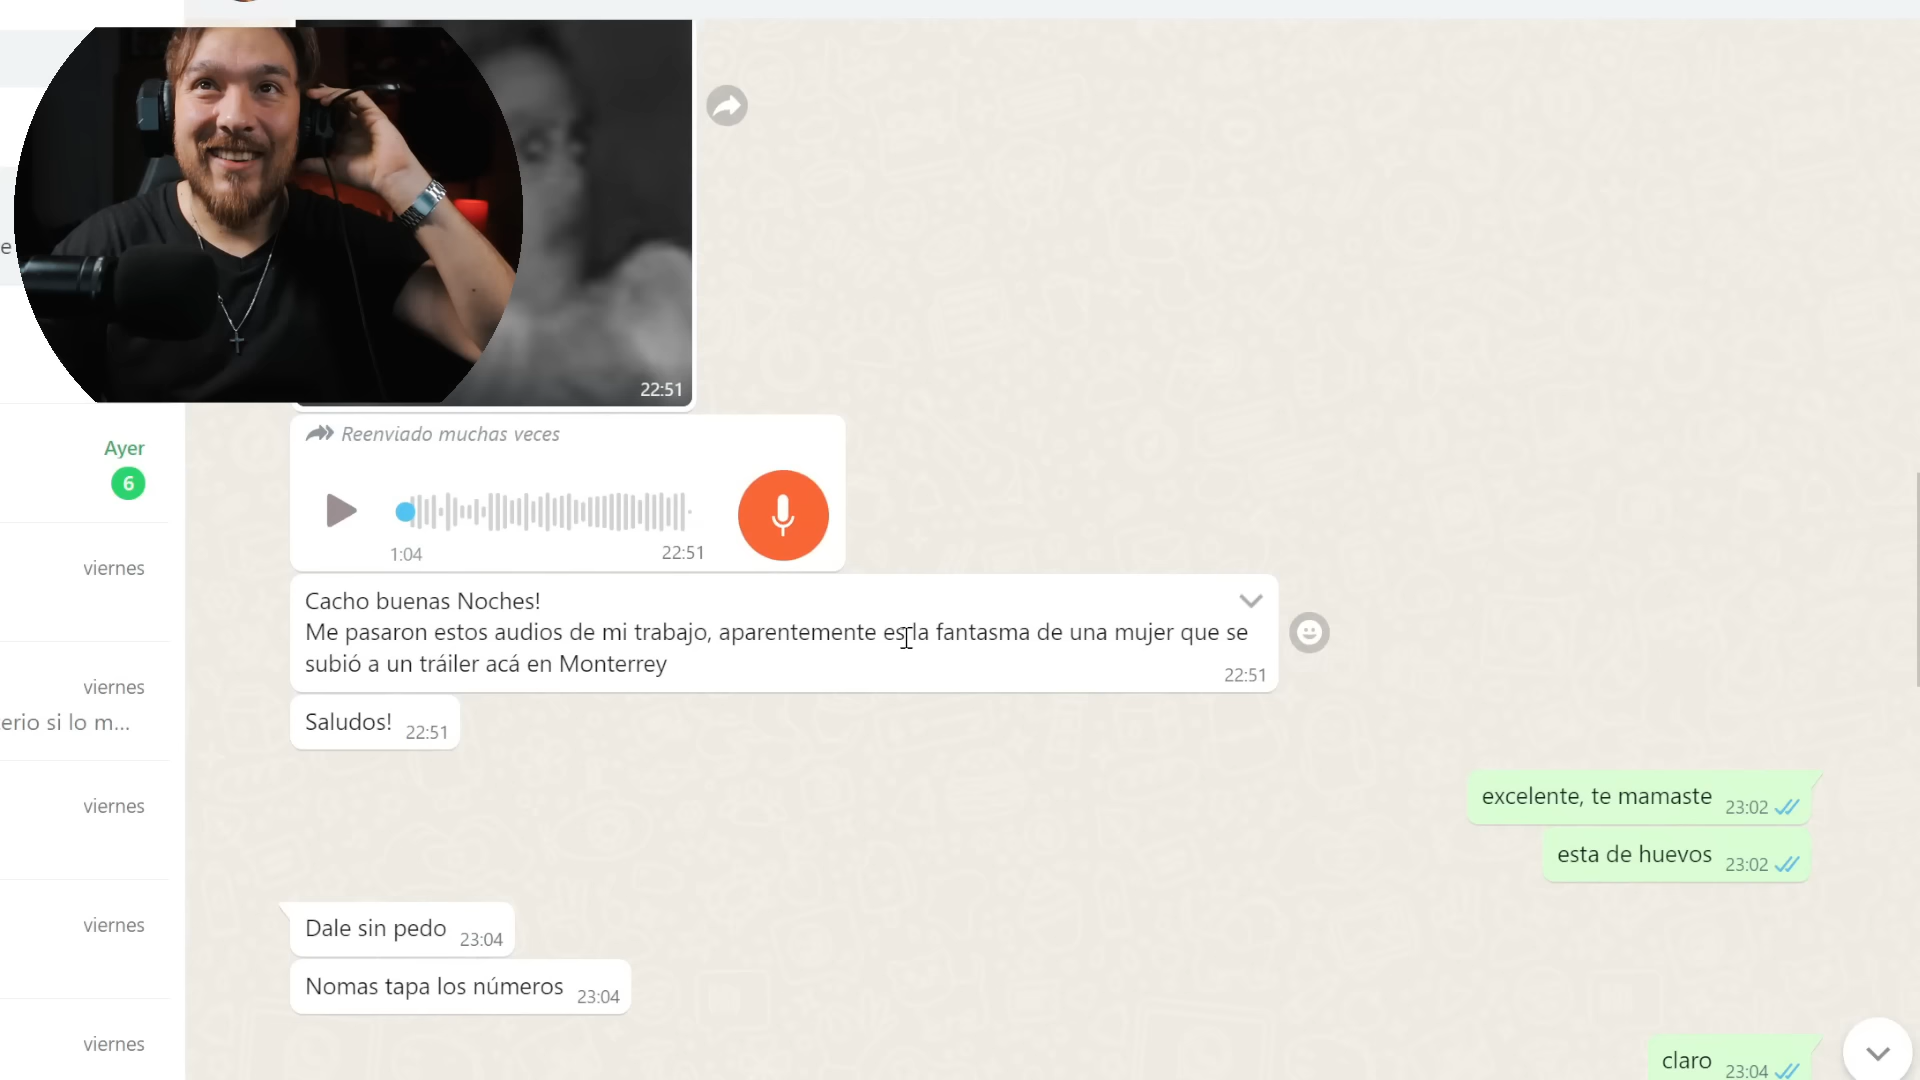 22:51
Reenviado muchas veces
1:04
22:51
Cacho buenas Noches!
Me pasaron estos audios de mi trabajo, aparentemente es la fantasma de una mujer que se
subió a un tráiler acá en Monterrey
22:51
Saludos! 22:51
excelente, te mamaste 23:02
esta de huevos 23:02
Dale sin pedo 23:04
Nomas tapa los números 23:04
claro 23:04
e
Ayer
6
viernes
viernes
erio si lo m...
viernes
viernes
viernes